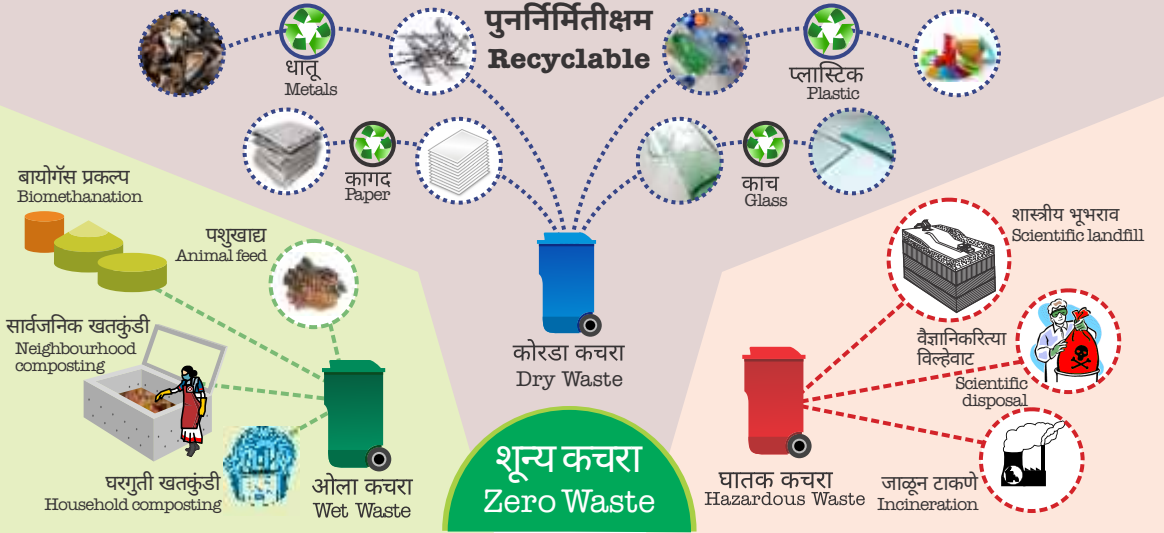 पुनर्निर्मितीक्षम
Recyclable
धातू
Metals
प्लास्टिक
Plastic
कागद
Paper
काच
Glass
बायोगॅस प्रकल्प
Biomethanation
पशुखाद्य
Animal feed
सार्वजनिक खतकुंडी
Neighbourhood
composting
घरगुती खतकुंडी
Household composting
ओला कचरा
Wet Waste
कोरडा कचरा
Dry Waste
शून्य कचरा
Zero Waste
शास्त्रीय भूभराव
Scientific landfill
वैज्ञानिकरित्या
विल्हेवाट
Scientific
disposal
घातक कचरा
Hazardous Waste
जाळून टाकणे
Incineration